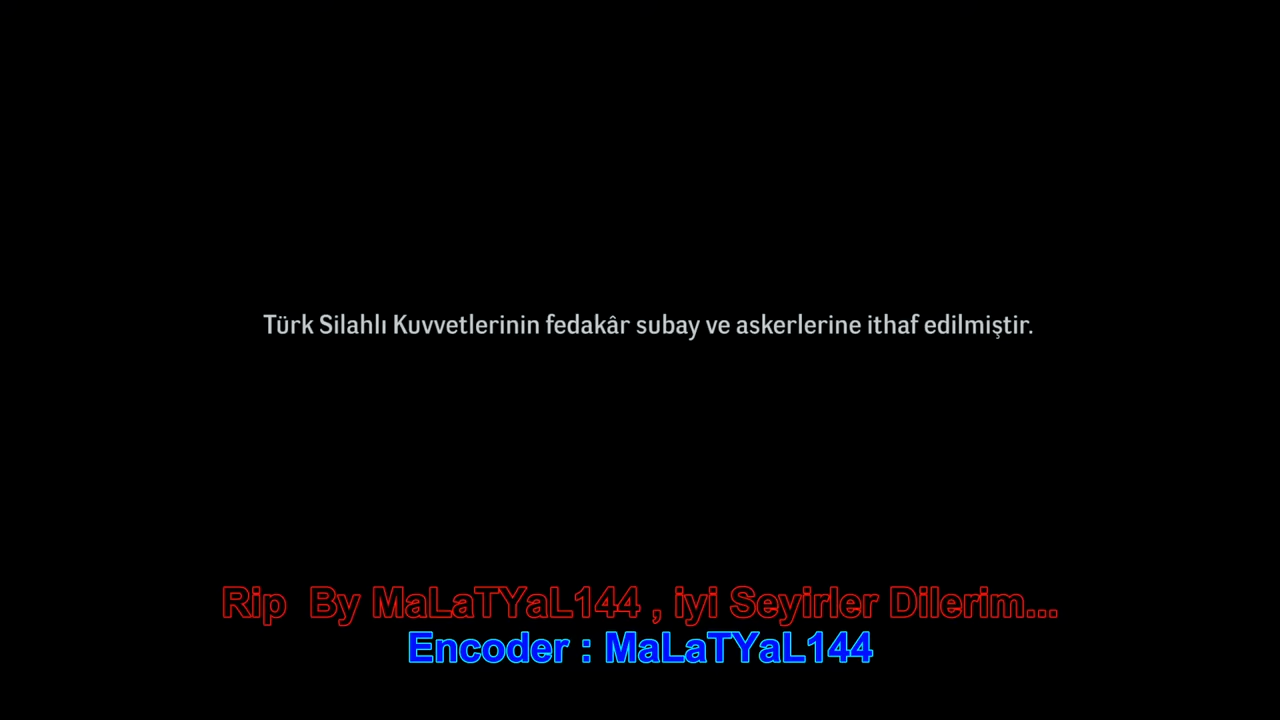 Türk Silahlı Kuvvetlerinin fedakâr subay ve askerlerine ithaf edilmiştir.
Rip  By MaLaTYaL144 , iyi Seyirler Dilerim...
Encoder : MaLaTYaL144